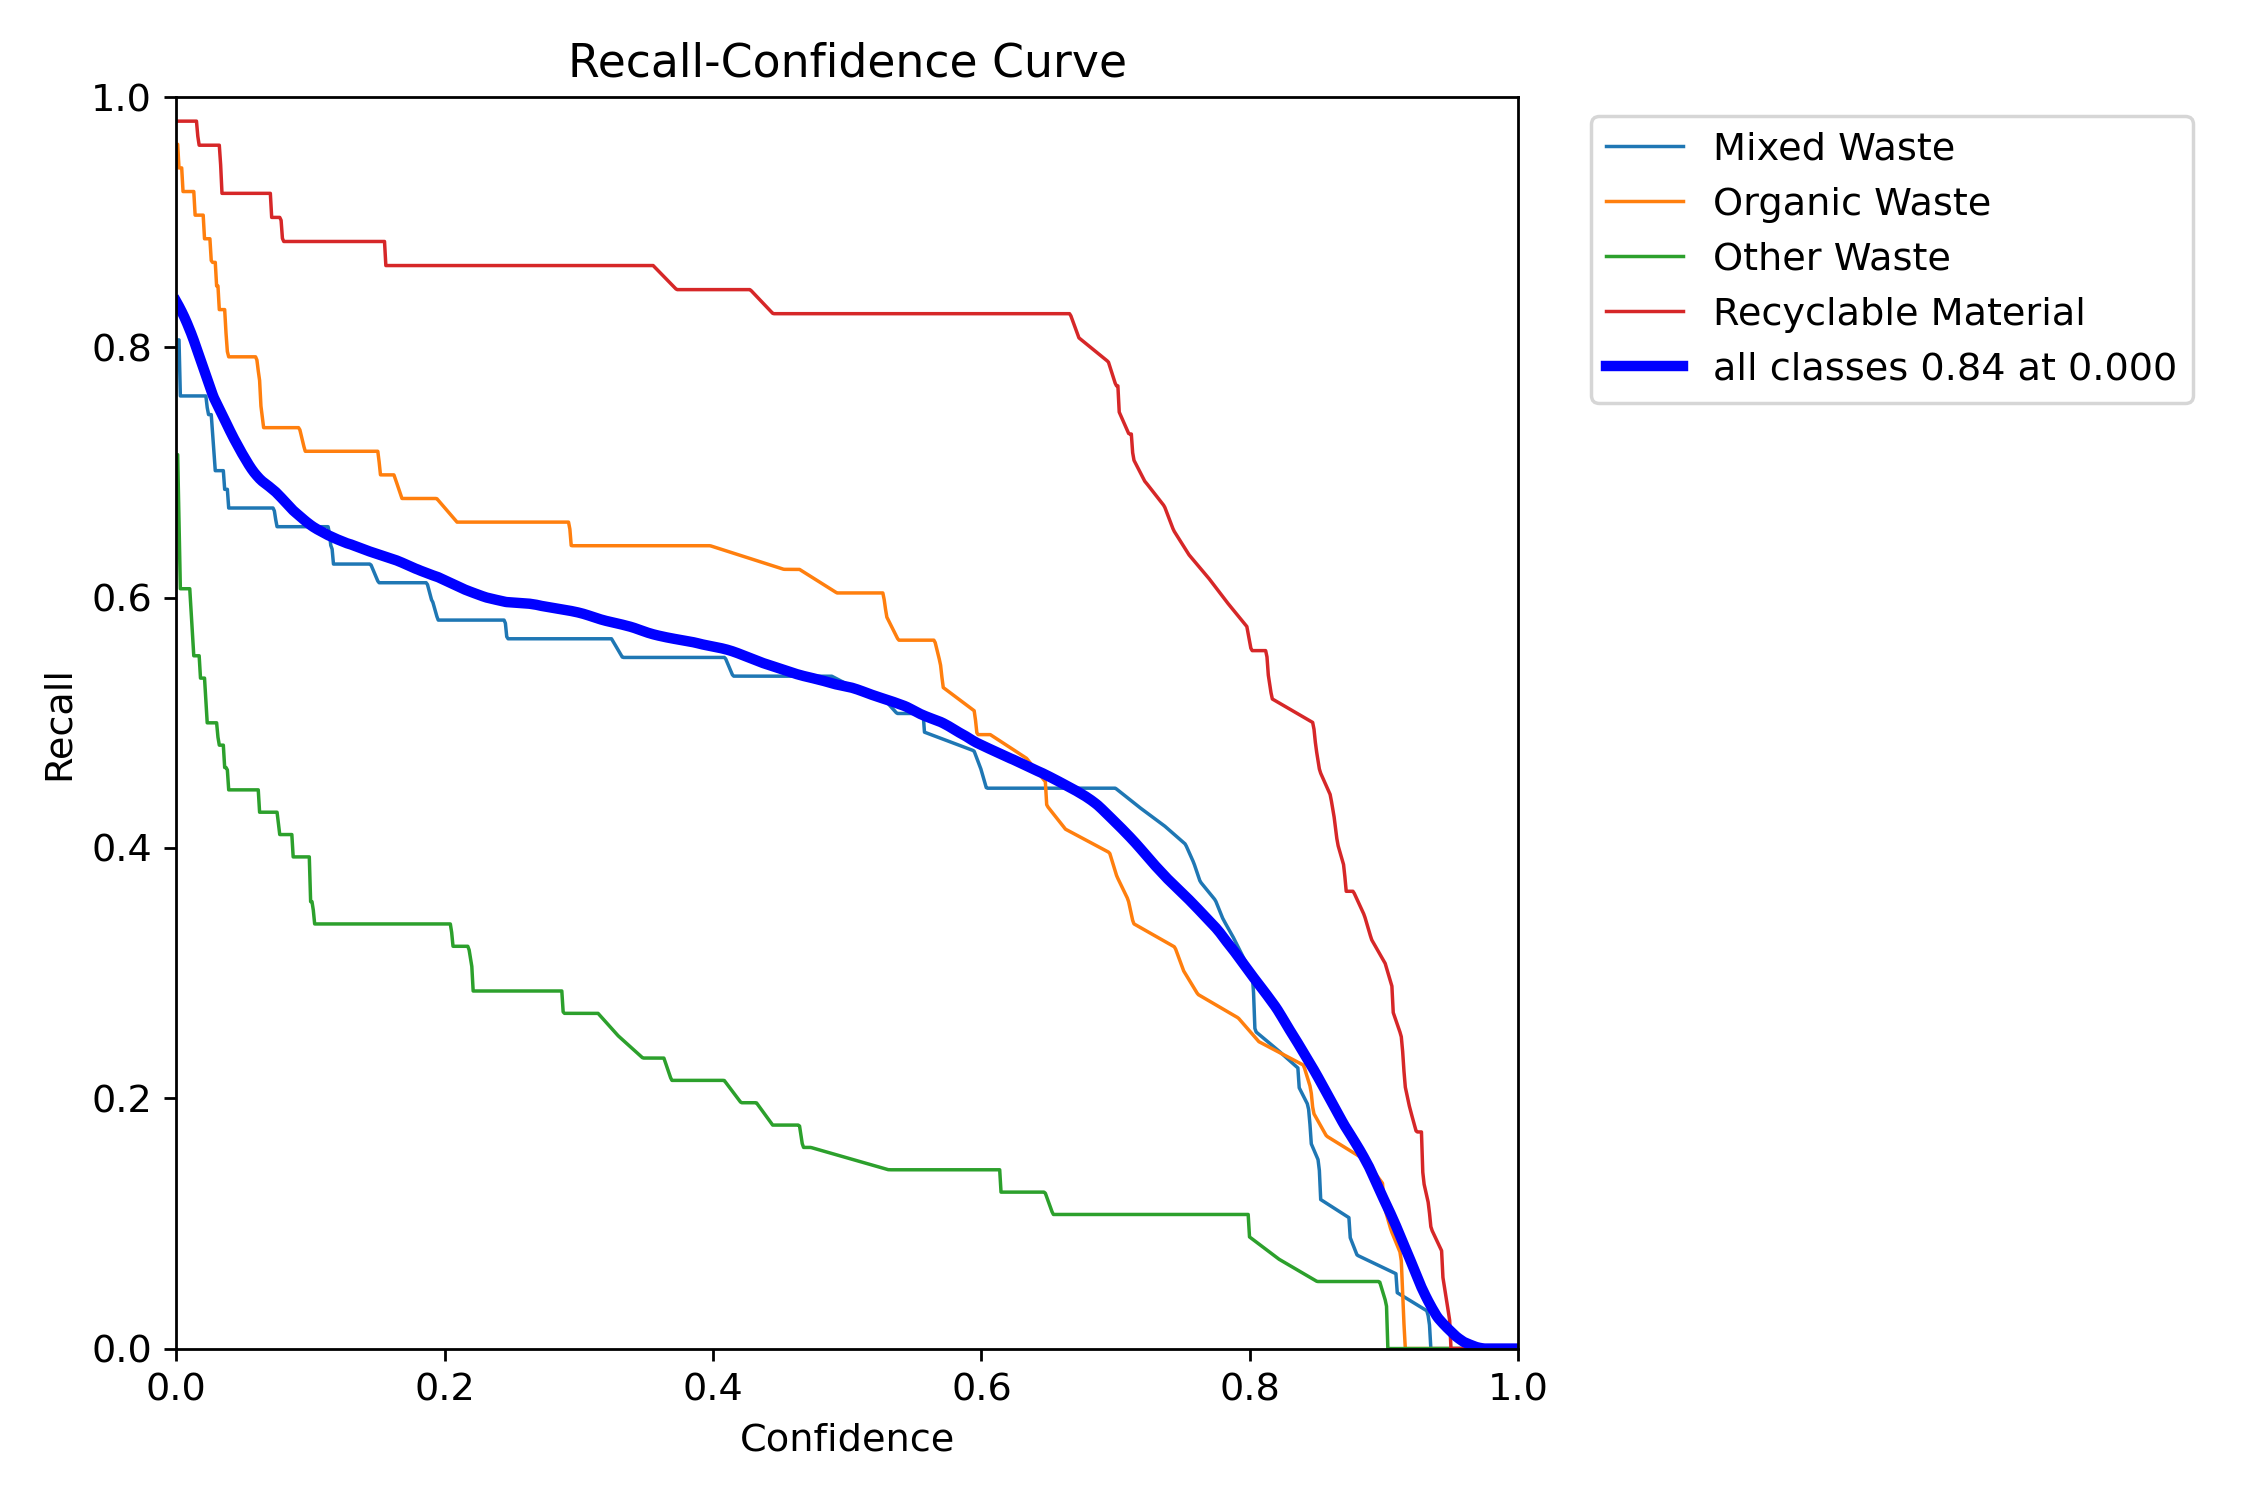 Recall-Confidence Curve
1.0
0.8
0.6
0.4
0.2
0.0
Recall
0.0 0.2 0.4 0.6 0.8 1.0
Confidence
Mixed Waste
Organic Waste
Other Waste
Recyclable Material
all classes 0.84 at 0.000